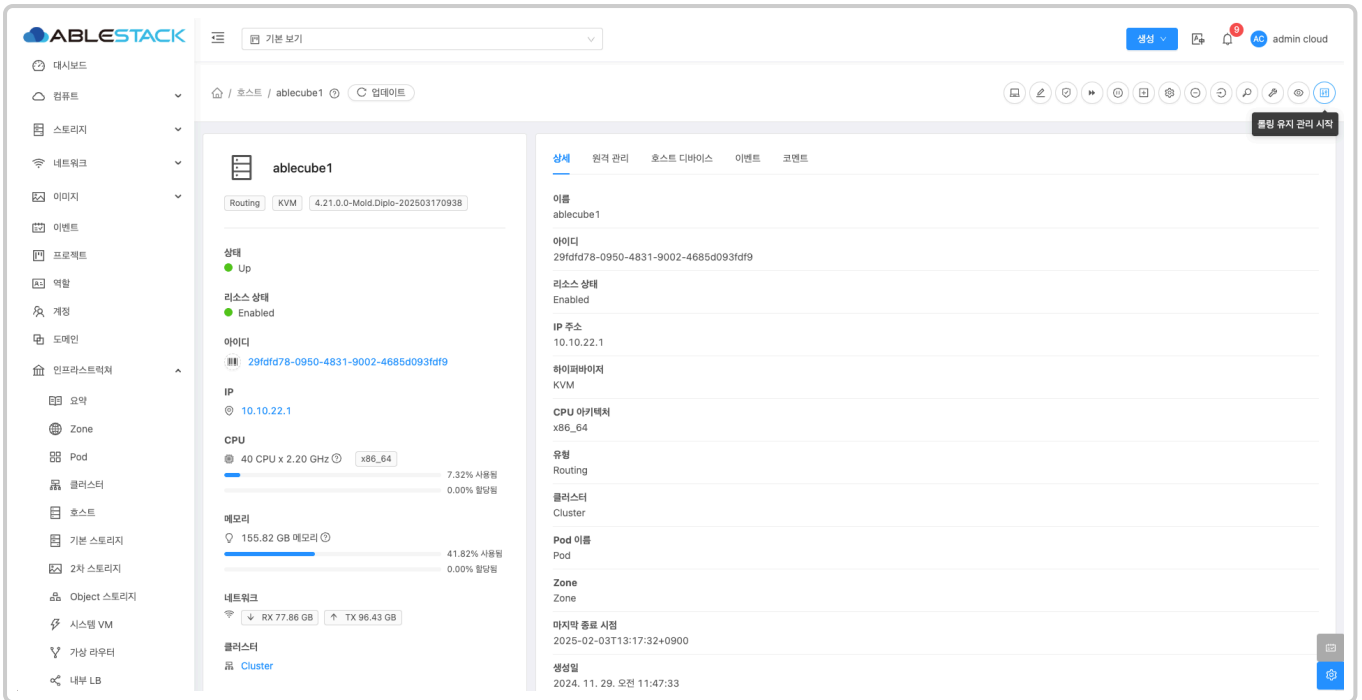 ABLESTACK
기본 보기
생성
9
AC
admin cloud
대시보드
컴퓨트
스토리지
네트워크
이미지
이벤트
프로젝트
역할
계정
도메인
인프라스트럭쳐
요약
Zone
Pod
클러스터
호스트
기본 스토리지
2차 스토리지
Object 스토리지
시스템 VM
가상 라우터
내부 LB
/ 호스트 / ablecube1
업데이트
롤링 유지 관리 시작
ablecube1
Routing
KVM
4.21.0.0-Mold.Diplo-202503170938
상태
Up
리소스 상태
Enabled
아이디
29fdfd78-0950-4831-9002-4685d093fdf9
IP
10.10.22.1
CPU
40 CPU x 2.20 GHz
x86_64
7.32% 사용됨
0.00% 할당됨
메모리
155.82 GB 메모리
41.82% 사용됨
0.00% 할당됨
네트워크
RX 77.86 GB
TX 96.43 GB
클러스터
Cluster
상세
원격 관리
호스트 디바이스
이벤트
코멘트
이름
ablecube1
아이디
29fdfd78-0950-4831-9002-4685d093fdf9
리소스 상태
Enabled
IP 주소
10.10.22.1
하이퍼바이저
KVM
CPU 아키텍처
x86_64
유형
Routing
클러스터
Cluster
Pod 이름
Pod
Zone
Zone
마지막 종료 시점
2025-02-03T13:17:32+0900
생성일
2024. 11. 29. 오전 11:47:33